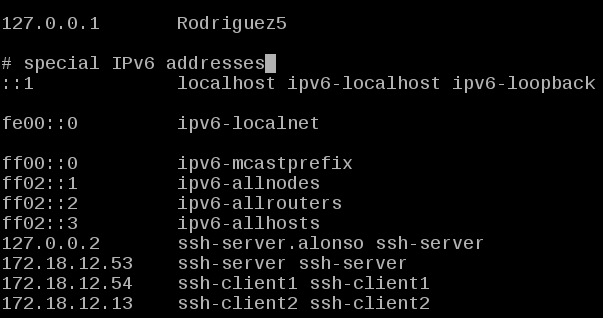 127.0.0.1 Rodriguez5
# special IPv6 addresses
::1 localhost ipv6-localhost ipv6-loopback
fe00::0 ipv6-localnet
ff00::0 ipv6-mcastprefix
ff02::1 ipv6-allnodes
ff02::2 ipv6-allrouters
ff02::3 ipv6-allhosts
127.0.0.2 ssh-server.alonso ssh-server
172.18.12.53 ssh-server ssh-server
172.18.12.54 ssh-client1 ssh-client1
172.18.12.13 ssh-client2 ssh-client2